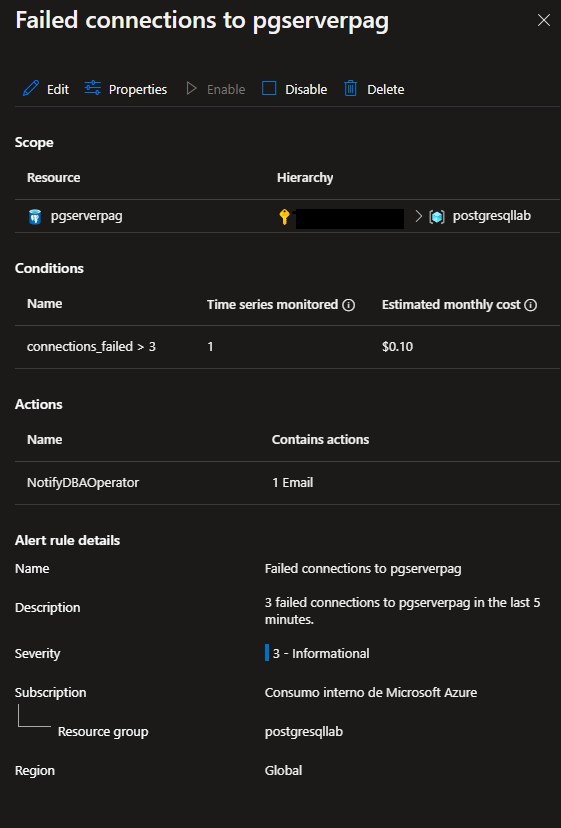 Failed connections to pgserverpag
Edit Properties Enable Disable Delete
Scope
Resource Hierarchy
pgserverpag postgresqllab
Conditions
Name Time series monitored Estimated monthly cost
connections_failed > 3 1 $0.10
Actions
Name Contains actions
NotifyDBAOperator 1 Email
Alert rule details
Name Failed connections to pgserverpag
Description 3 failed connections to pgserverpag in the last 5
minutes.
Severity 3 - Informational
Subscription Consumo interno de Microsoft Azure
Resource group postgresqllab
Region Global